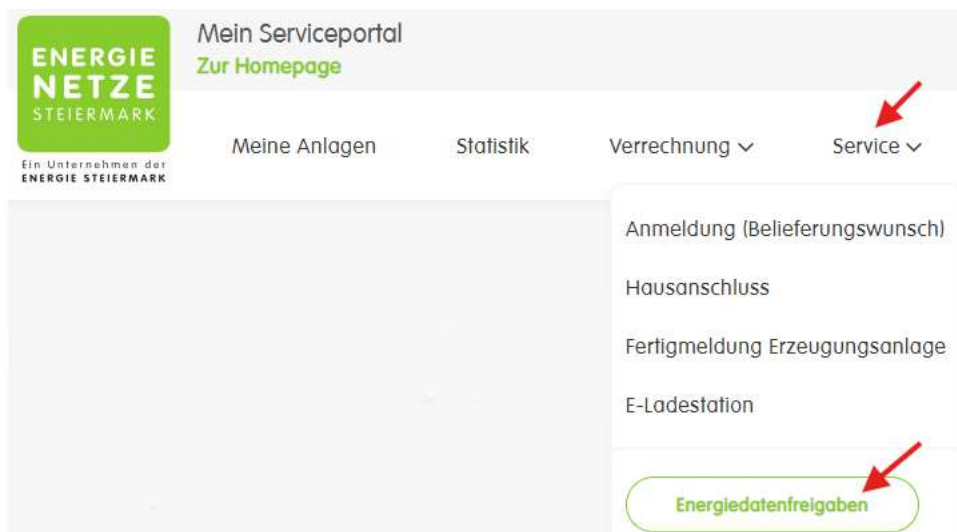 ENERGIE
NETZE
STEIERMARK
Ein Unternehmen der
ENERGIE STEIERMARK
Mein Serviceportal
Zur Homepage
Meine Anlagen
Statistik
Verrechnung
Service
Anmeldung (Belieferungswunsch)
Hausanschluss
Fertigmeldung Erzeugungsanlage
E-Ladestation
Energiedatenfreigaben